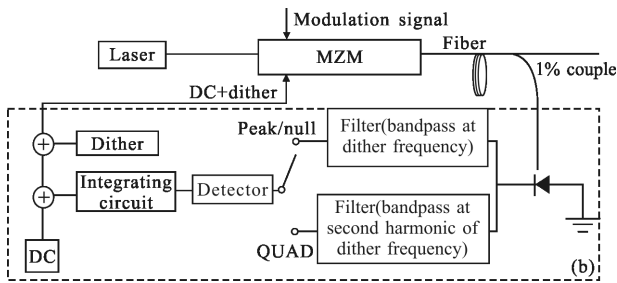 Modulation signal
Laser
MZM
Fiber
1% couple
DC+dither
Peak/null
Filter(bandpass at
dither frequency)
Dither
Integrating
circuit
Detector
Filter(bandpass at
second harmonic of
dither frequency)
QUAD
DC
(b)